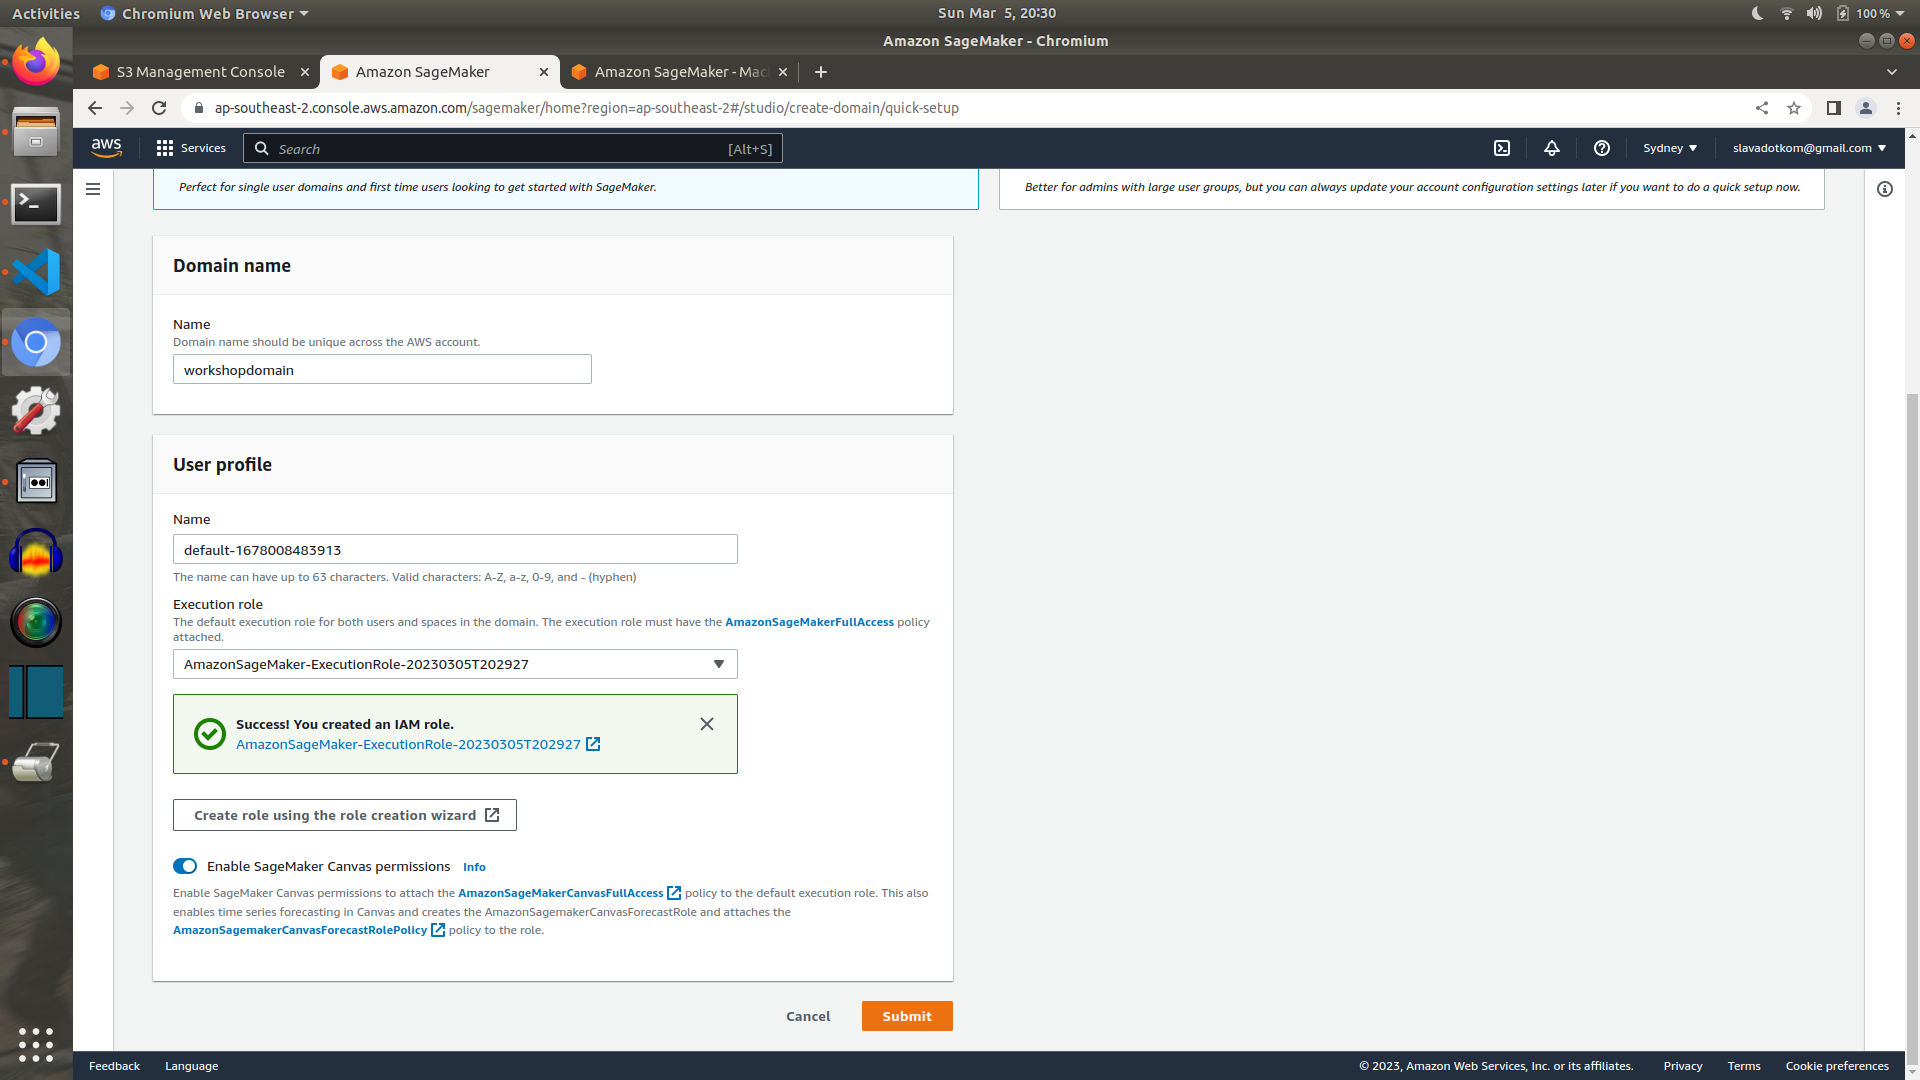 Activities
Chromium Web Browser
Sun Mar 5, 20:30
100 %
Amazon SageMaker - Chromium
S3 Management Console
Amazon SageMaker
Amazon SageMaker - Mac
ap-southeast-2.console.aws.amazon.com/sagemaker/home?region=ap-southeast-2#/studio/create-domain/quick-setup
aws
Services
Search
[Alt+S]
Sydney
slavadotkom@gmail.com
Perfect for single user domains and first time users looking to get started with SageMaker.
Better for admins with large user groups, but you can always update your account configuration settings later if you want to do a quick setup now.
Domain name
Name
Domain name should be unique across the AWS account.
workshopdomain
User profile
Name
default-1678008483913
The name can have up to 63 characters. Valid characters: A-Z, a-z, 0-9, and - (hyphen)
Execution role
The default execution role for both users and spaces in the domain. The execution role must have the AmazonSageMakerFullAccess policy
attached.
AmazonSageMaker-ExecutionRole-20230305T202927
Success! You created an IAM role.
AmazonSageMaker-ExecutionRole-20230305T202927
Create role using the role creation wizard
Enable SageMaker Canvas permissions Info
Enable SageMaker Canvas permissions to attach the AmazonSageMakerCanvasFullAccess policy to the default execution role. This also
enables time series forecasting in Canvas and creates the AmazonSagemakerCanvasForecastRole and attaches the
AmazonSagemakerCanvasForecastRolePolicy policy to the role.
Cancel
Submit
Feedback
Language
© 2023, Amazon Web Services, Inc. or its affiliates.
Privacy
Terms
Cookie preferences